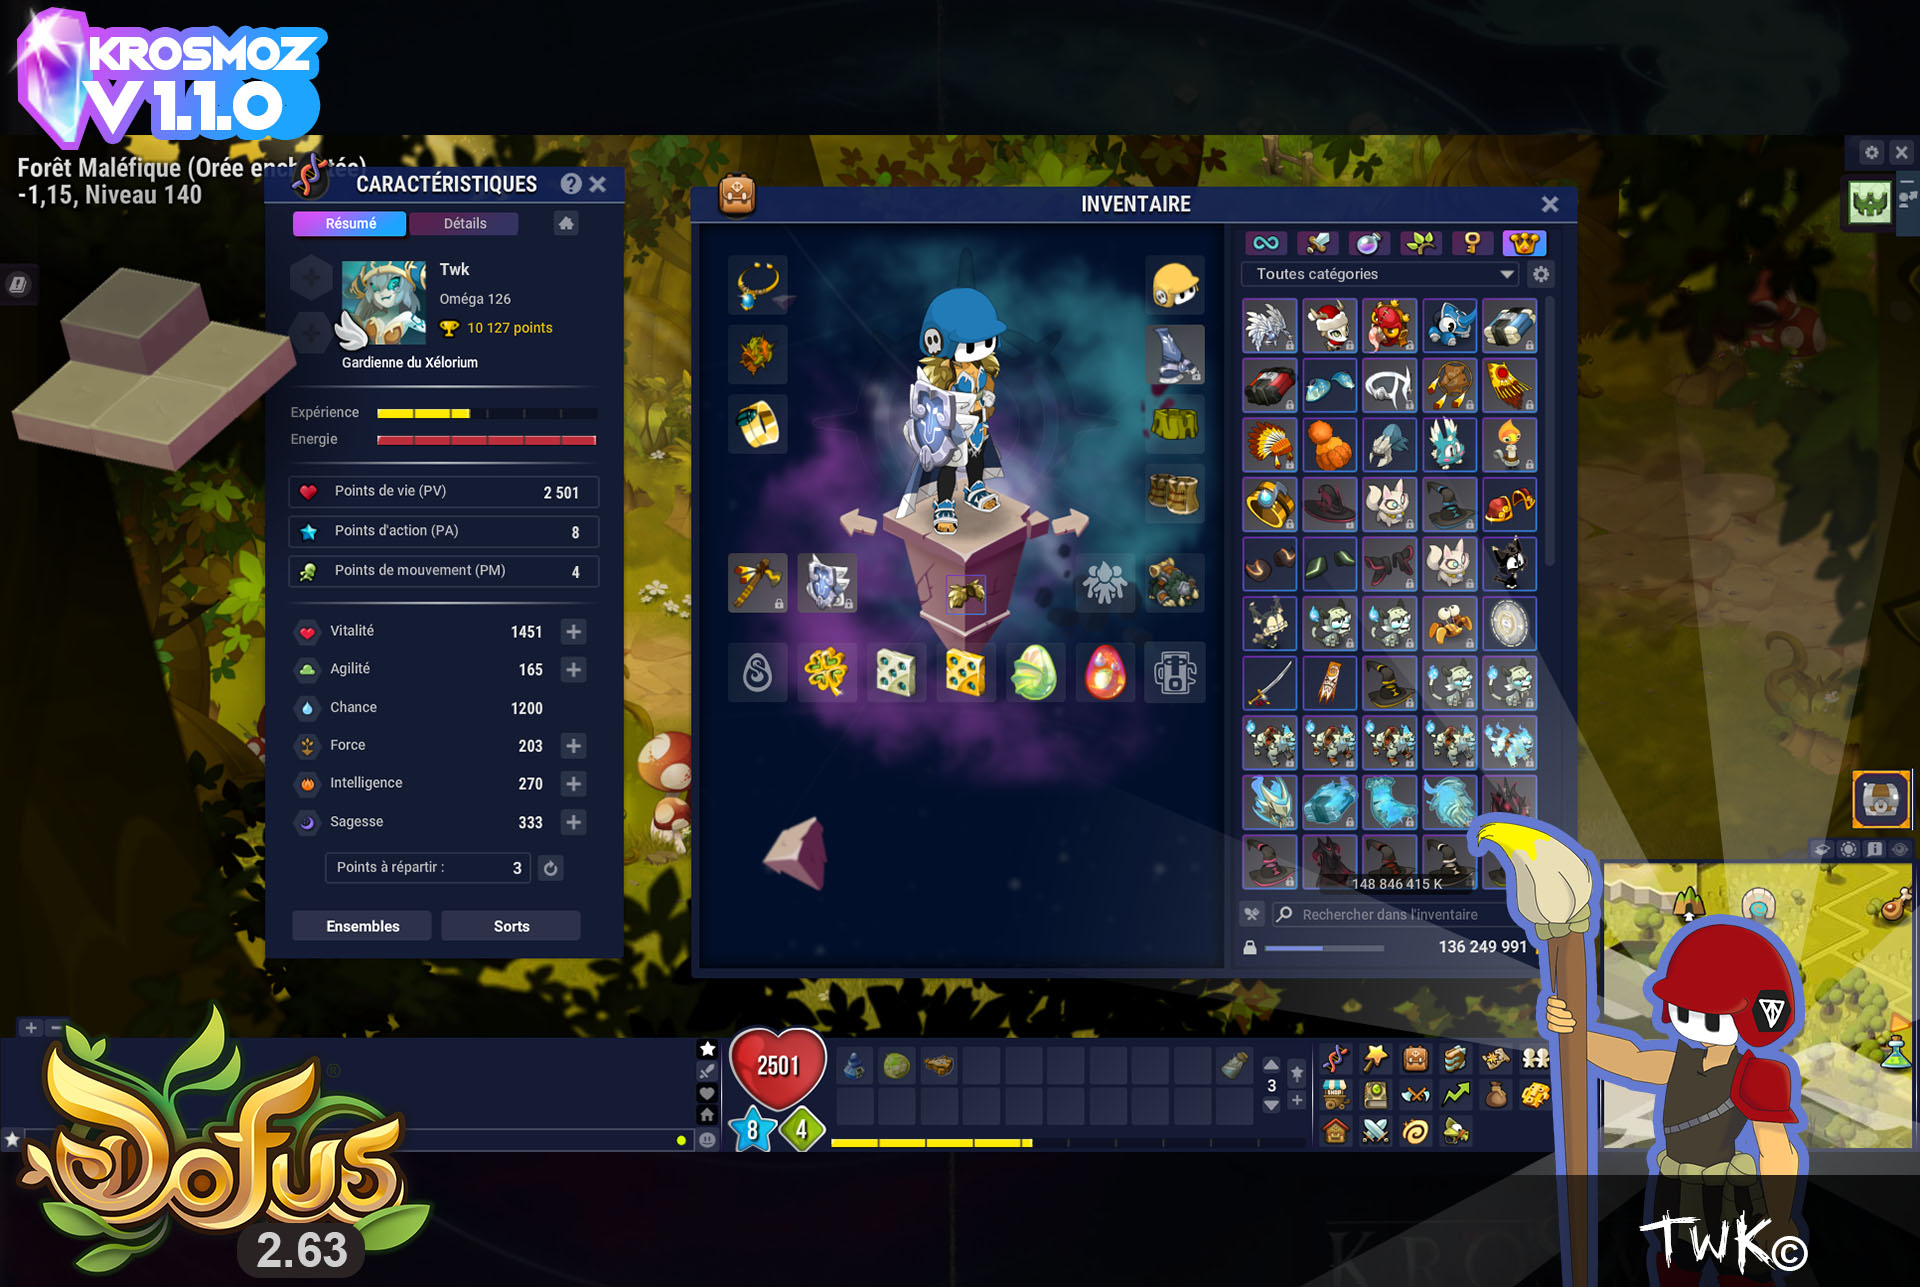 KROSMOZ
V 1.1.0
Forêt Maléfique (Orée enchantée)
-1,15, Niveau 140
CARACTÉRISTIQUES
Résumé
Détails
Twk
Oméga 126
10 127 points
Gardienne du Xélorium
Expérience
Energie
Points de vie (PV) 2 501
Points d'action (PA) 8
Points de mouvement (PM) 4
Vitalité 1451
Agilité 165
Chance 1200
Force 203
Intelligence 270
Sagesse 333
Points à répartir : 3
Ensembles
Sorts
INVENTAIRE
Toutes catégories
148 846 415 K
Rechercher dans l'inventaire
136 249 991
2501
8
4
3
SHOP
DOFUS
®
2.63
KROS
TWK©